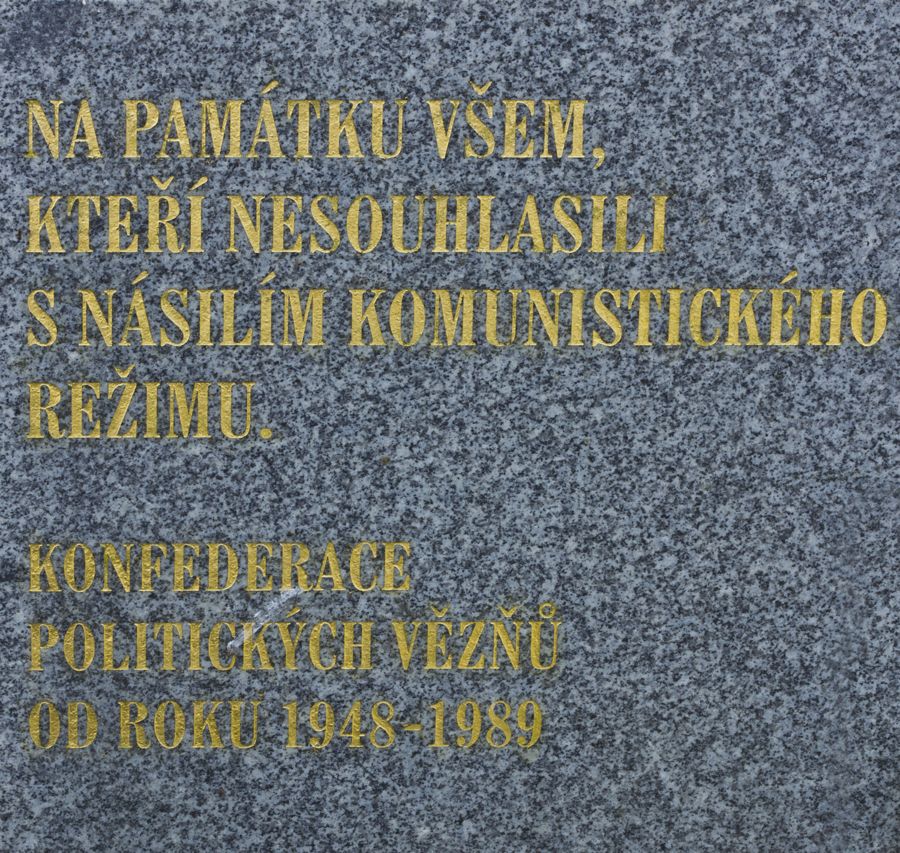 NA PAMÁTKU VŠEM,
KTEŘÍ NESOUHLASILI
S NÁSILÍM KOMUNISTICKÉHO
REŽIMU.
KONFEDERACE
POLITICKÝCH VĚZŇŮ
OD ROKU 1948-1989